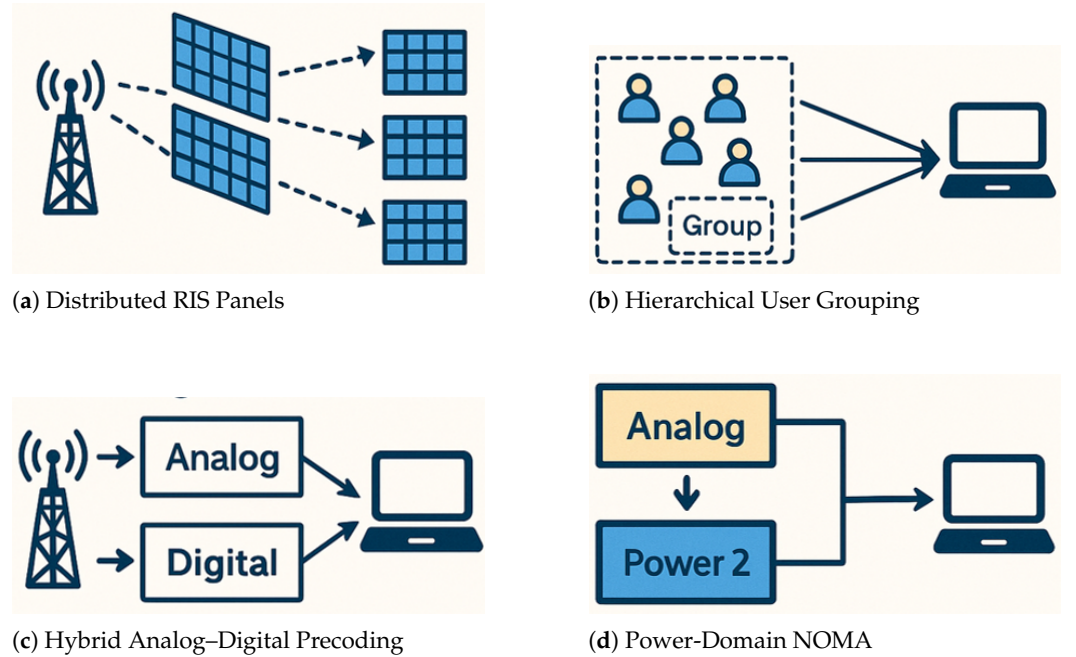 (a) Distributed RIS Panels
Group
(b) Hierarchical User Grouping
Analog
Digital
(c) Hybrid Analog–Digital Precoding
Analog
Power 2
(d) Power-Domain NOMA